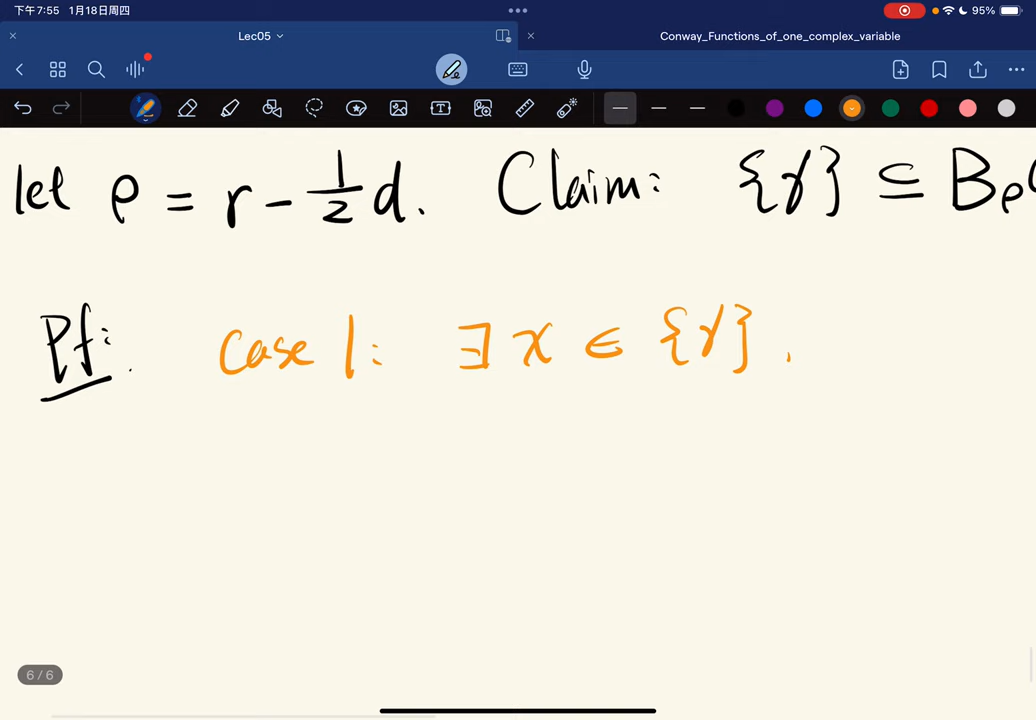 下午7:55 1月18日周四
95%
Lec05
Conway_Functions_of_one_complex_variable
let ρ = r - 1/2 d. Claim: {γ} ⊆ Bρ(
Pf: Case 1: ∃ x ∈ {γ}.
6 / 6